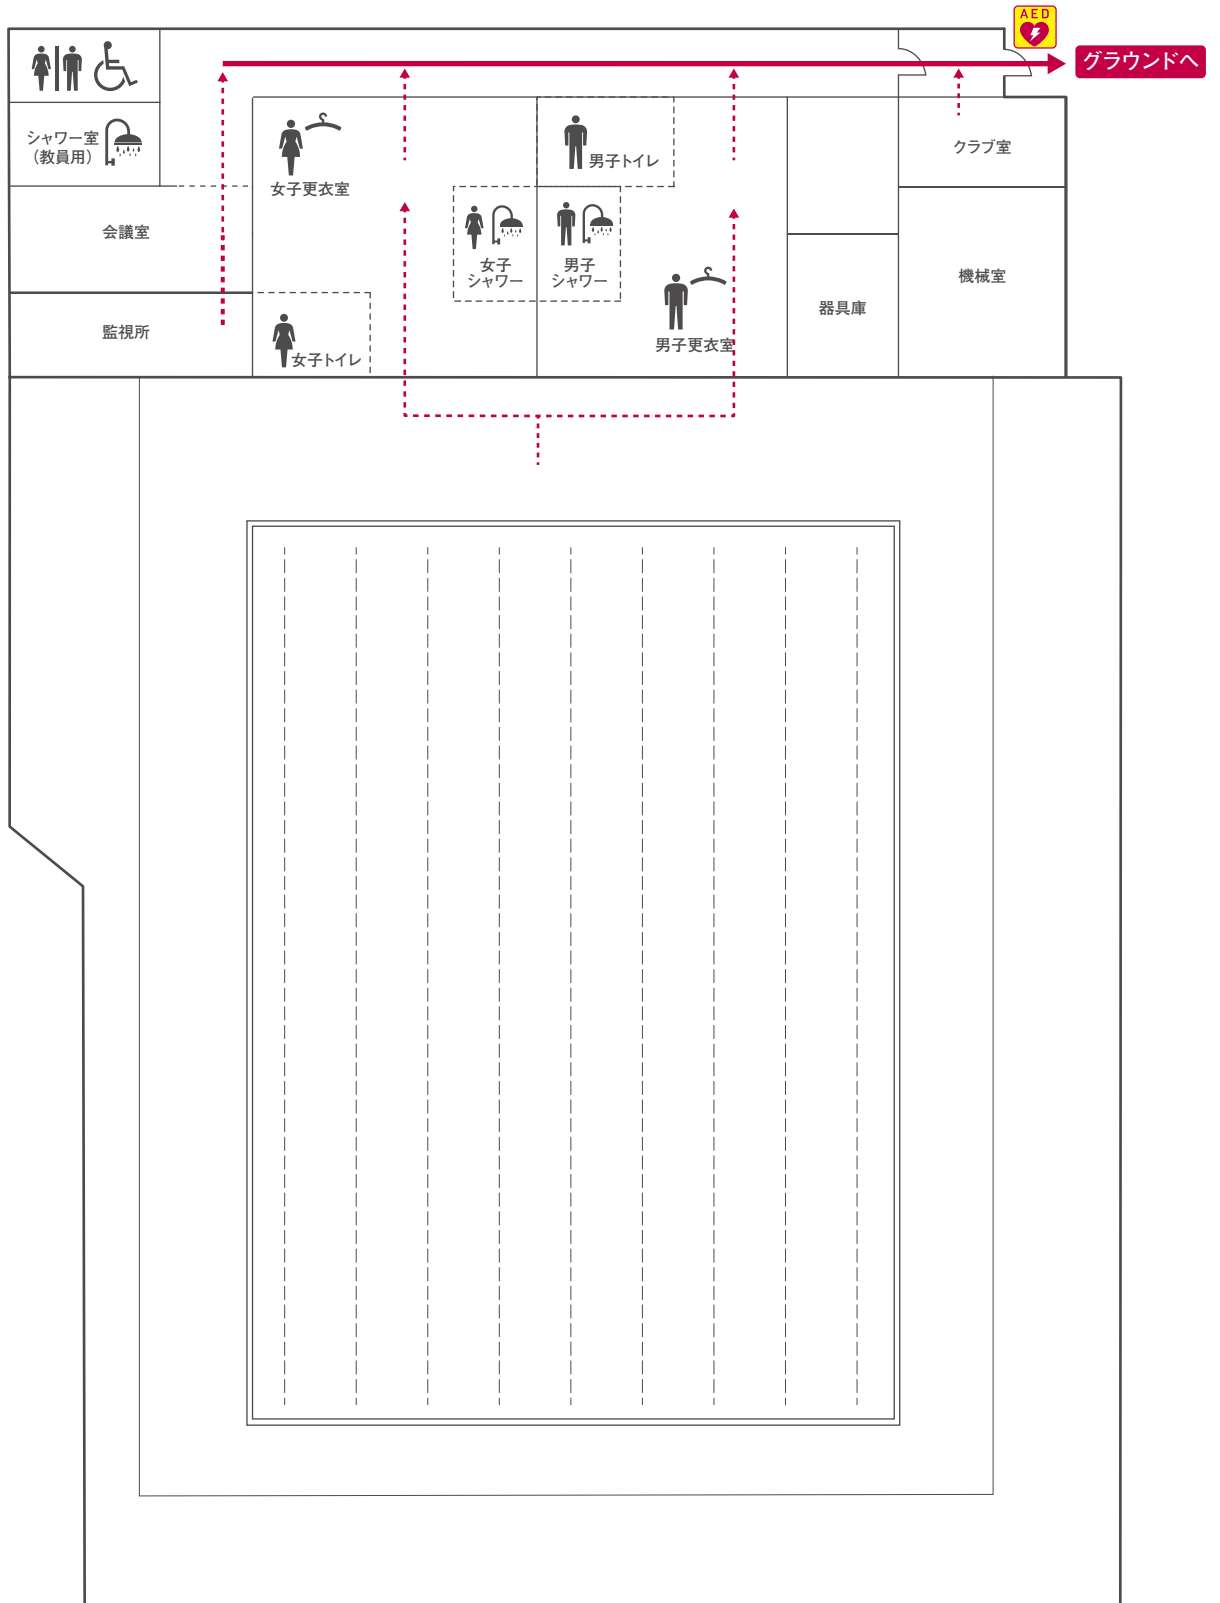 AED
グラウンドへ
シャワー室
（教員用）
女子更衣室
男子トイレ
クラブ室
会議室
女子
シャワー
男子
シャワー
機械室
器具庫
監視所
女子トイレ
男子更衣室